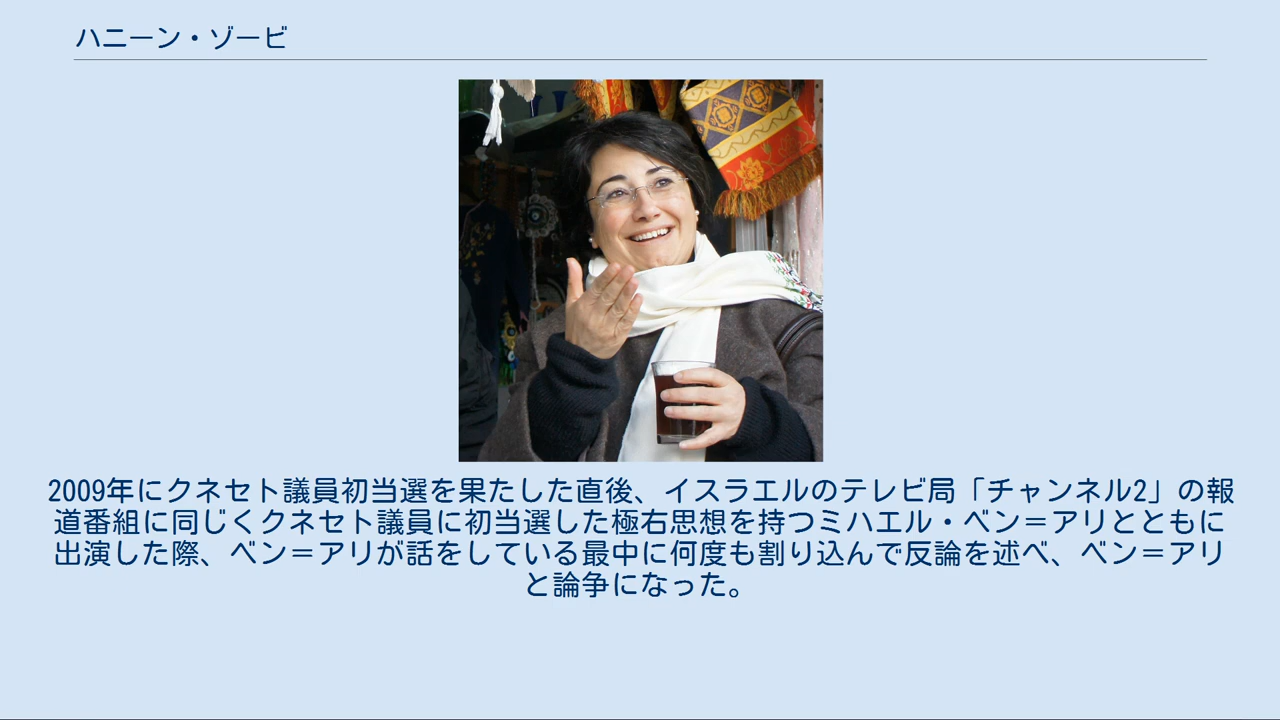 ハニーン・ゾービ
2009年にクネセト議員初当選を果たした直後、イスラエルのテレビ局「チャンネル2」の報
道番組に同じくクネセト議員に初当選した極右思想を持つミハエル・ベン＝アリとともに
出演した際、ベン＝アリが話をしている最中に何度も割り込んで反論を述べ、ベン＝アリ
と論争になった。